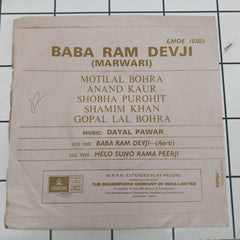 EMOE 10503
BABA RAM DEVJI
(MARWARI)
MOTILAL BOHRA
ANAND KAUR
SHOBHA PUROHIT
SHAMIM KHAN
GOPAL LAL BOHRA
MUSIC: DAYAL PAWAR
SIDE ONE BABA RAM DEVJI—(Aarti)
SIDE TWO HELO SUNO RAMA PEERJI
ODEON
45 R.P.M. EXTENDED PLAY RECORD
THE GRAMOPHONE COMPANY OF INDIA LIMITED